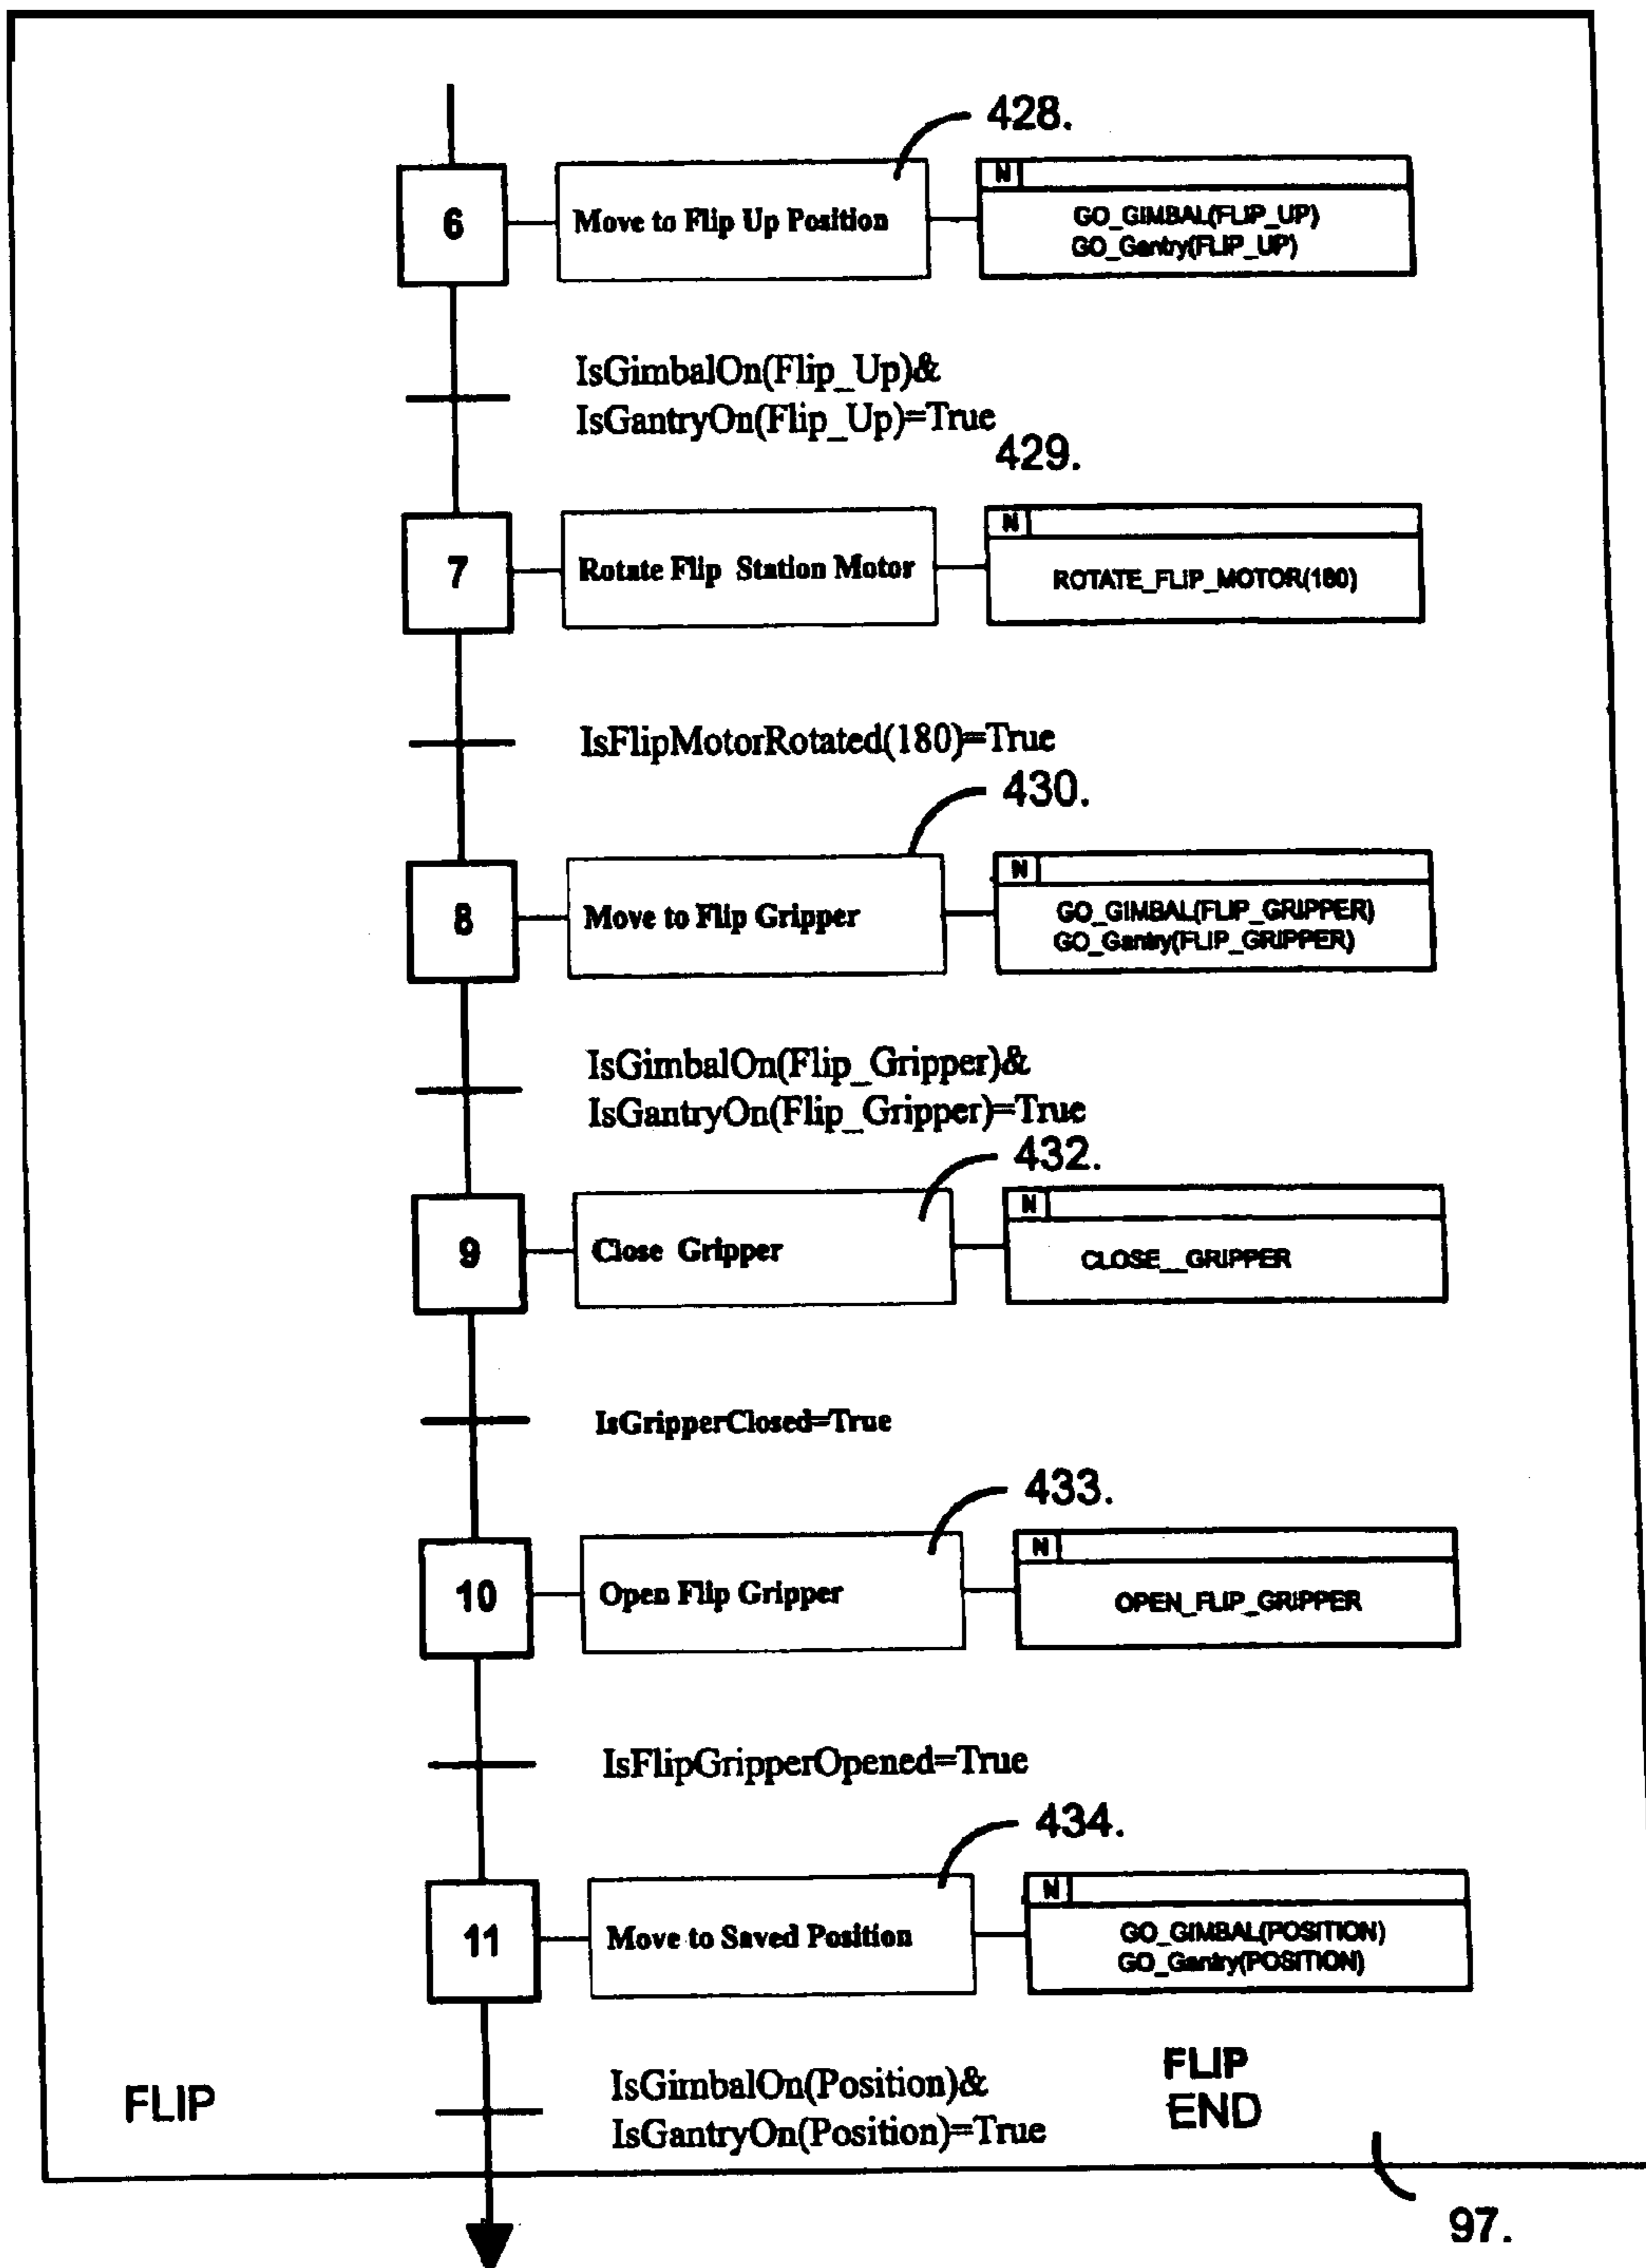 428.
N
6
Move to Flip Up Position
GO_GIMBAL(FLIP_UP)
GO_Gantry(FLIP_UP)
IsGimbalOn(Flip_Up)&
IsGantryOn(Flip_Up)=True
429.
N
7
Rotate Flip Station Motor
ROTATE_FLIP_MOTOR(180)
IsFlipMotorRotated(180)=True
430.
N
8
Move to Flip Gripper
GO_GIMBAL(FLIP_GRIPPER)
GO_Gantry(FLIP_GRIPPER)
IsGimbalOn(Flip_Gripper)&
IsGantryOn(Flip_Gripper)=True
432.
N
9
Close Gripper
CLOSE__GRIPPER
IsGripperClosed=True
433.
N
10
Open Flip Gripper
OPEN_FLIP_GRIPPER
IsFlipGripperOpened=True
434.
N
11
Move to Saved Position
GO_GIMBAL(POSITION)
GO_Gantry(POSITION)
FLIP
IsGimbalOn(Position)&
IsGantryOn(Position)=True
FLIP
END
97.